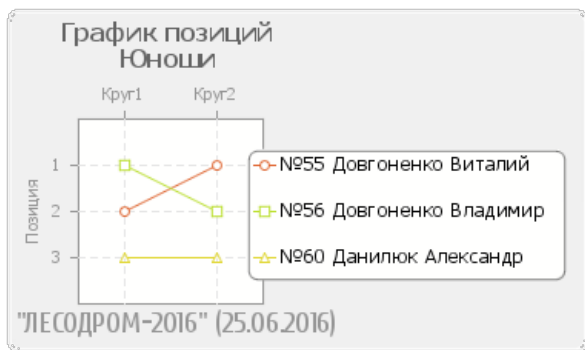 График позиций
Юноши
Круг1 Круг2
Позиция
1
2
3
№55 Довгоненко Виталий
№56 Довгоненко Владимир
№60 Данилюк Александр
"ЛЕСОДРОМ-2016" (25.06.2016)